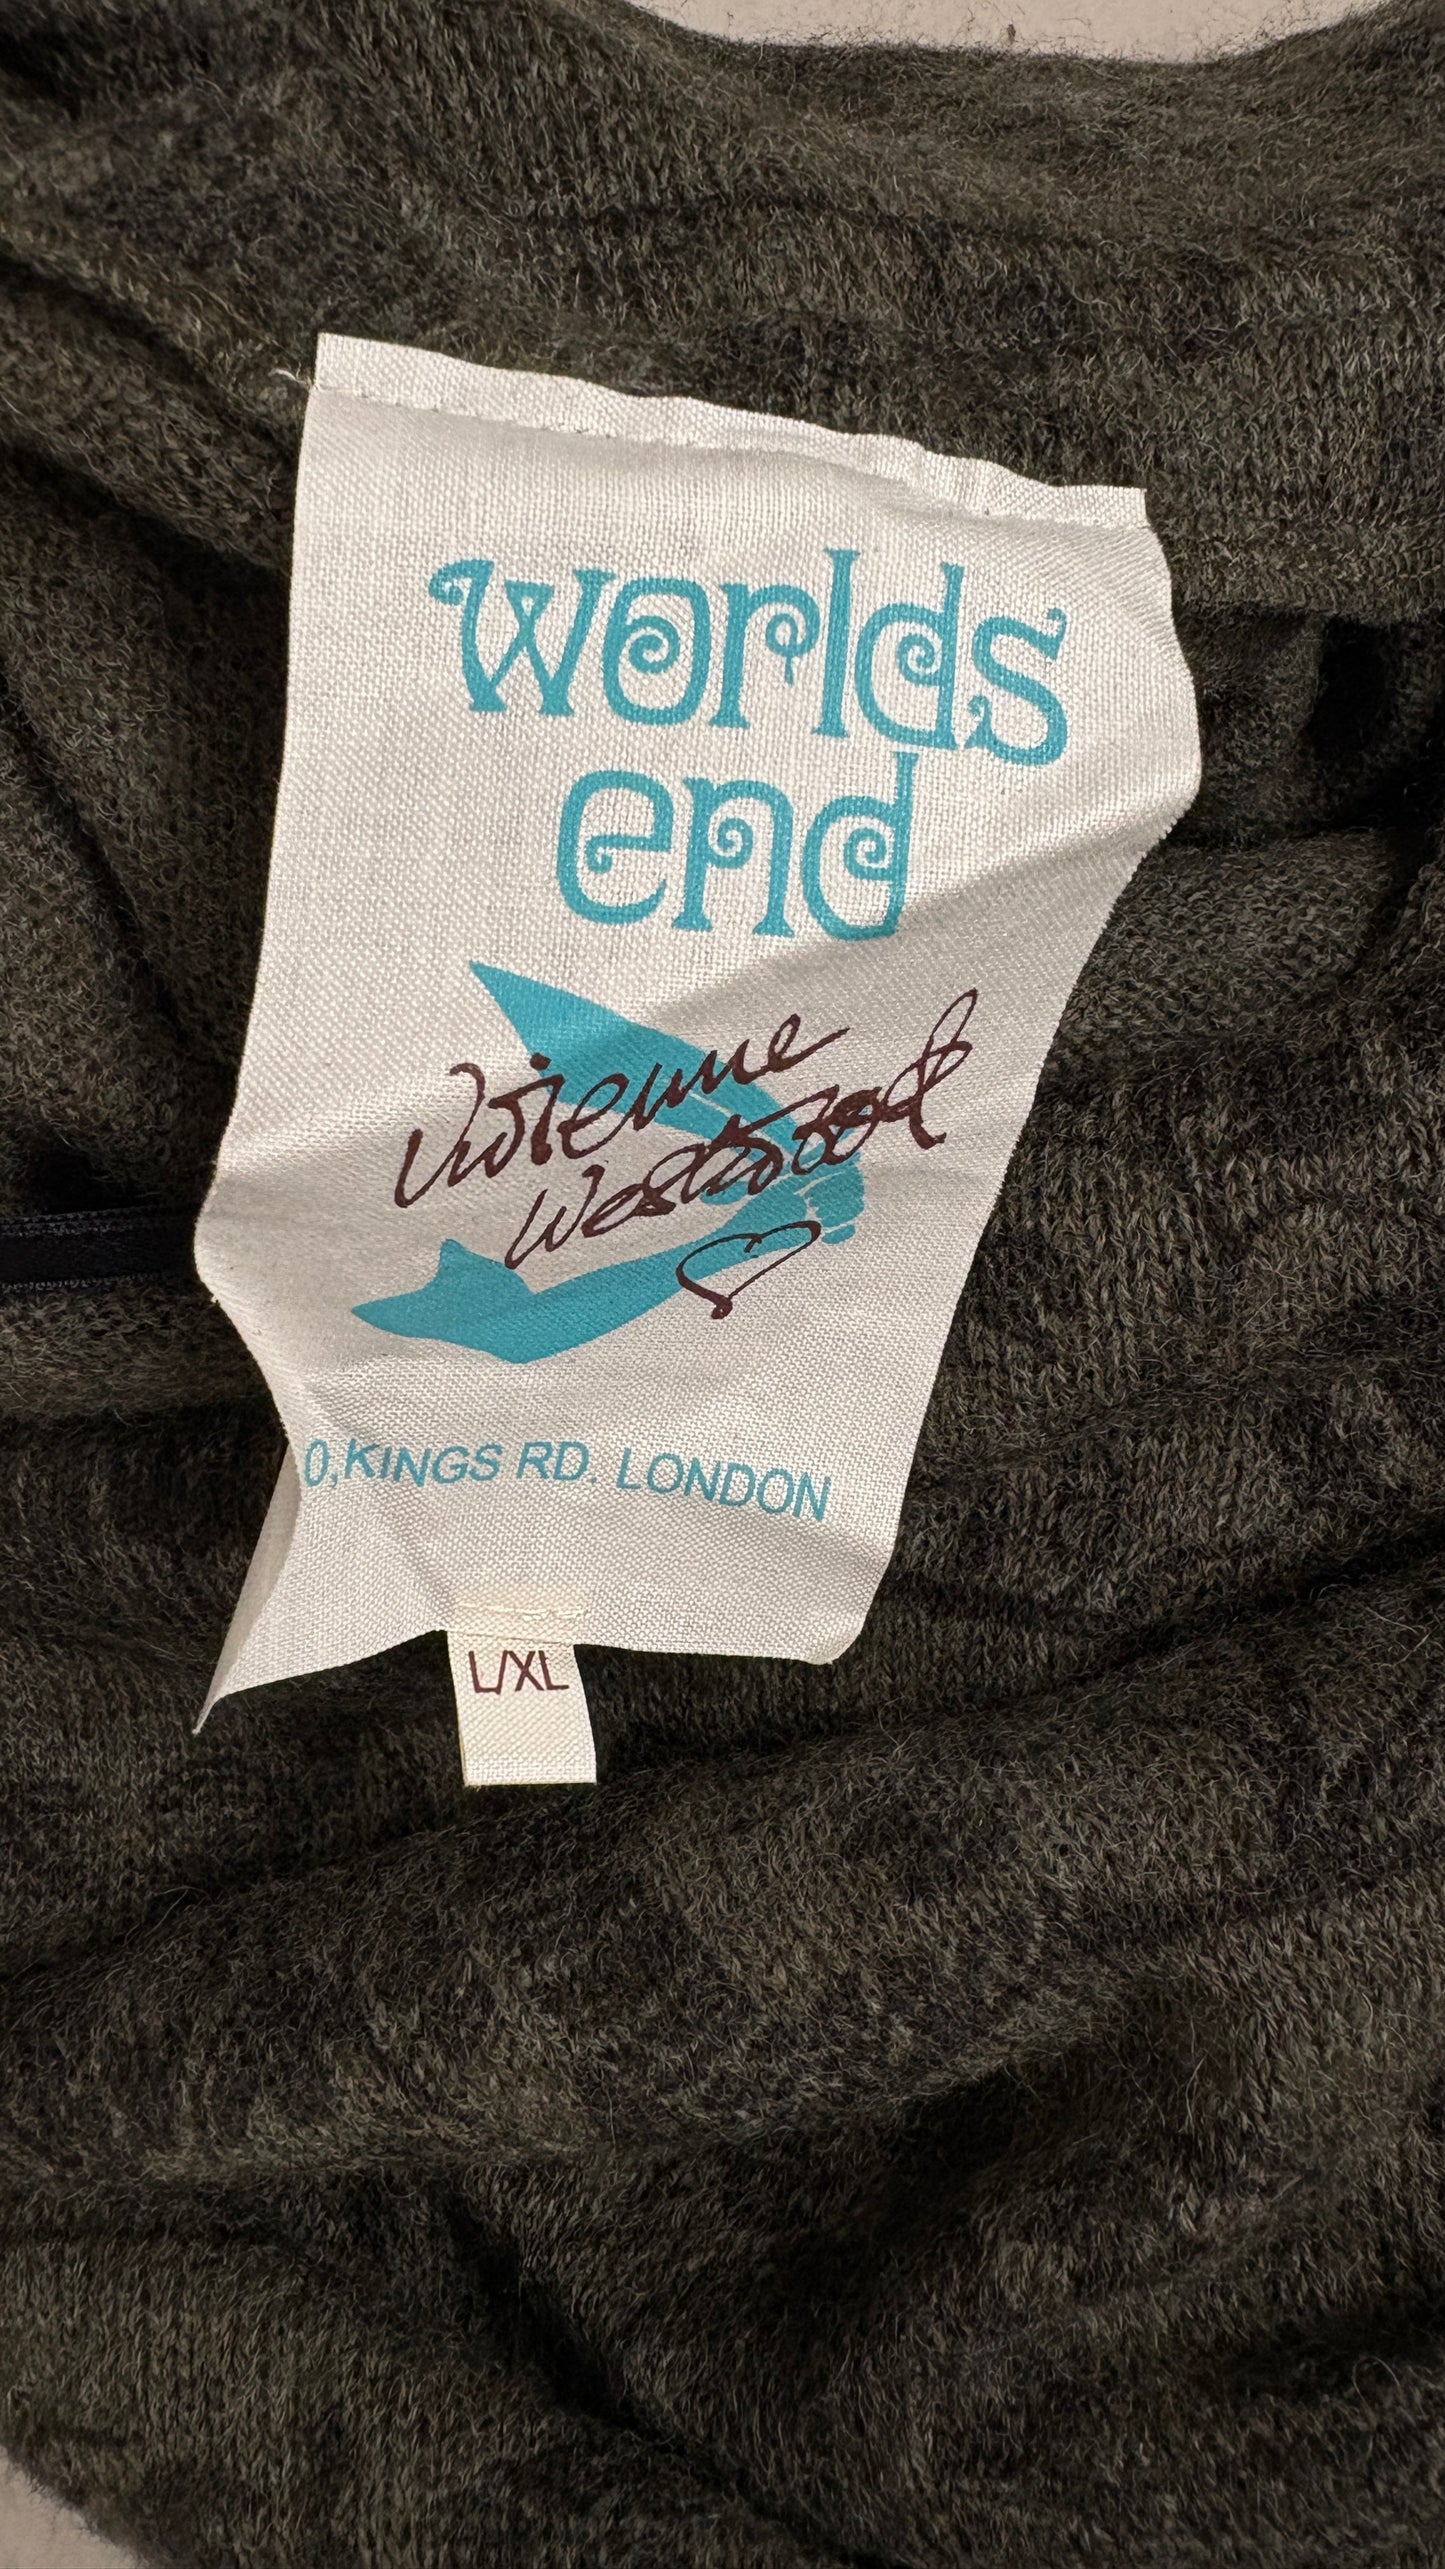 worlds
end
Vivienne
Westwood
0,KINGS RD. LONDON
L/XL